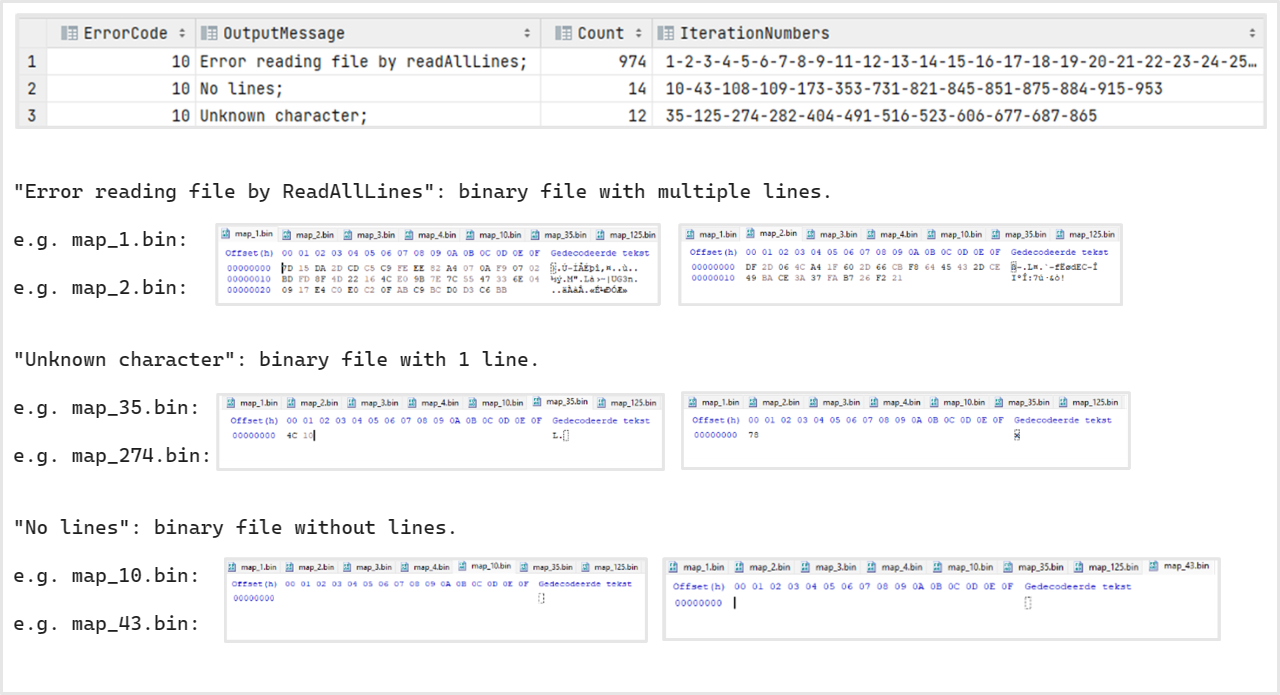 ErrorCode OutputMessage Count IterationNumbers
1 10 Error reading file by readAllLines; 974 1-2-3-4-5-6-7-8-9-11-12-13-14-15-16-17-18-19-20-21-22-23-24-25…
2 10 No lines; 14 10-43-108-109-173-353-731-821-845-851-875-884-915-953
3 10 Unknown character; 12 35-125-274-282-404-491-516-523-606-677-687-865
"Error reading file by ReadAllLines": binary file with multiple lines.
e.g. map_1.bin:
e.g. map_2.bin:
map_1.bin map_2.bin map_3.bin map_4.bin map_10.bin map_35.bin map_125.bin
Offset(h) 00 01 02 03 04 05 06 07 08 09 0A 0B 0C 0D 0E 0F Gedecodeerde tekst
00000000 7D 15 DA 2D CD C5 C9 FE EE 82 A4 07 0A F9 07 02
00000010 BD FD 8F 4D 22 16 4C E0 9B 7E 7C 55 47 33 6E 04
00000020 09 17 E4 C0 E0 C2 0F AB C9 BC D0 D3 C6 BB
map_1.bin map_2.bin map_3.bin map_4.bin map_10.bin map_35.bin map_125.bin
Offset(h) 00 01 02 03 04 05 06 07 08 09 0A 0B 0C 0D 0E 0F Gedecodeerde tekst
00000000 DF 2D 06 4C A4 1F 60 2D 66 CB F8 64 45 43 2D CE
00000010 49 BA CE 3A 37 FA B7 26 F2 21
"Unknown character": binary file with 1 line.
e.g. map_35.bin:
e.g. map_274.bin:
map_1.bin map_2.bin map_3.bin map_4.bin map_10.bin map_35.bin map_125.bin
Offset(h) 00 01 02 03 04 05 06 07 08 09 0A 0B 0C 0D 0E 0F Gedecodeerde tekst
00000000 4C 10 L.
map_1.bin map_2.bin map_3.bin map_4.bin map_10.bin map_35.bin map_125.bin
Offset(h) 00 01 02 03 04 05 06 07 08 09 0A 0B 0C 0D 0E 0F Gedecodeerde tekst
00000000 78 x
"No lines": binary file without lines.
e.g. map_10.bin:
e.g. map_43.bin:
map_1.bin map_2.bin map_3.bin map_4.bin map_10.bin map_35.bin map_125.bin
Offset(h) 00 01 02 03 04 05 06 07 08 09 0A 0B 0C 0D 0E 0F Gedecodeerde tekst
00000000
map_1.bin map_2.bin map_3.bin map_4.bin map_10.bin map_35.bin map_125.bin map_43.bin
Offset(h) 00 01 02 03 04 05 06 07 08 09 0A 0B 0C 0D 0E 0F Gedecodeerde tekst
00000000